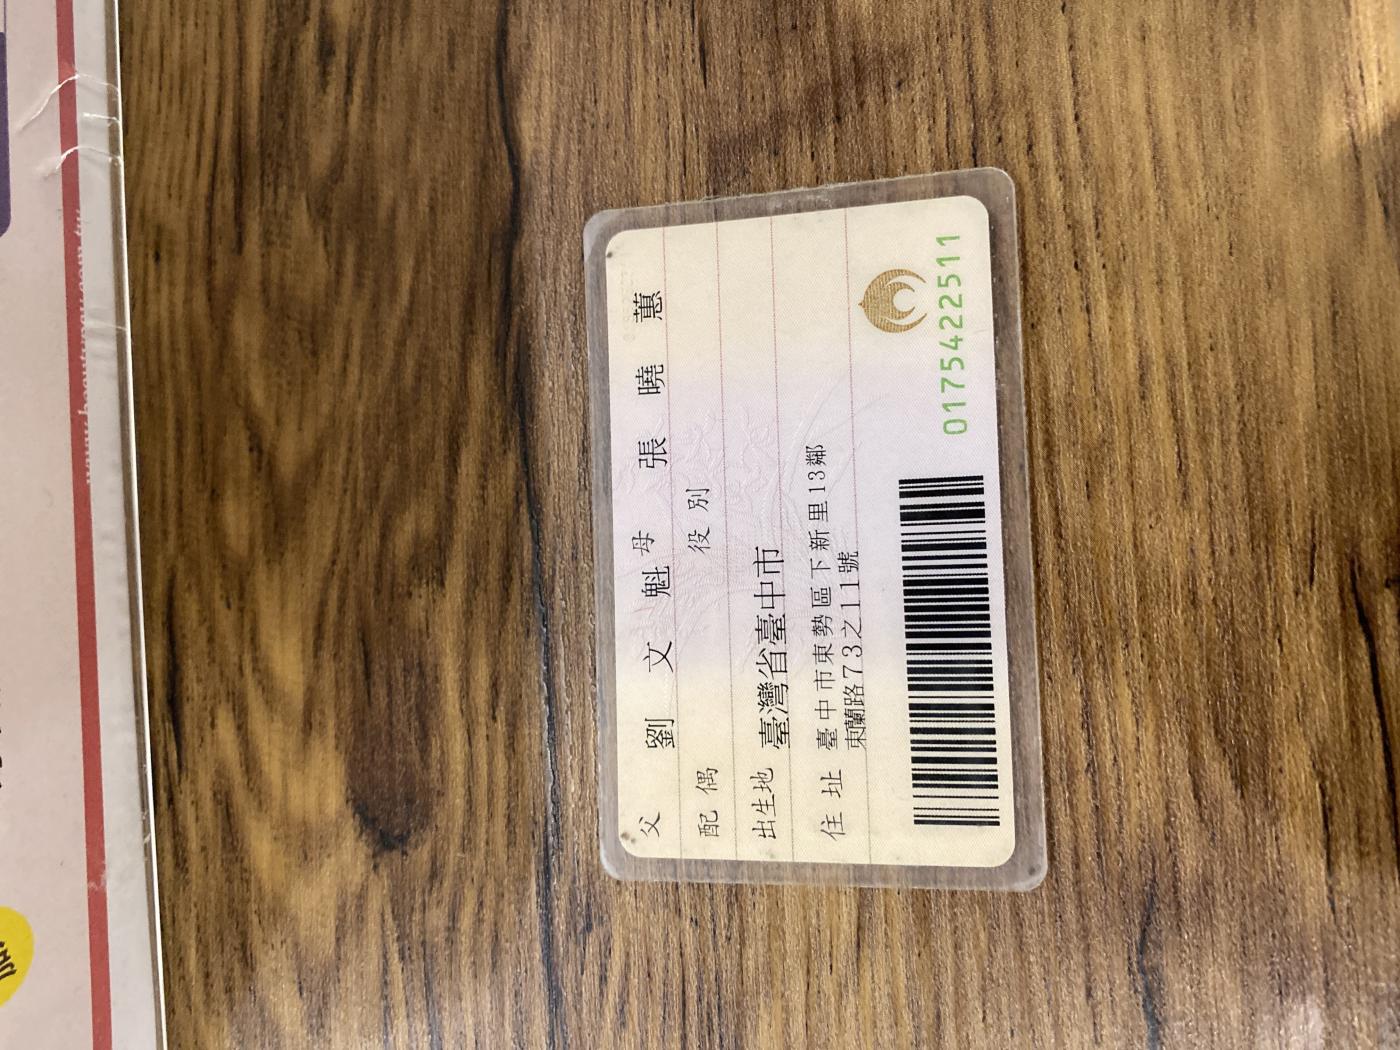 父 劉文魁 母 張曉蕙
配偶 役別
出生地 臺灣省臺中市
住址 臺中市東勢區下新里13鄰
東蘭路73之11號
0175422511